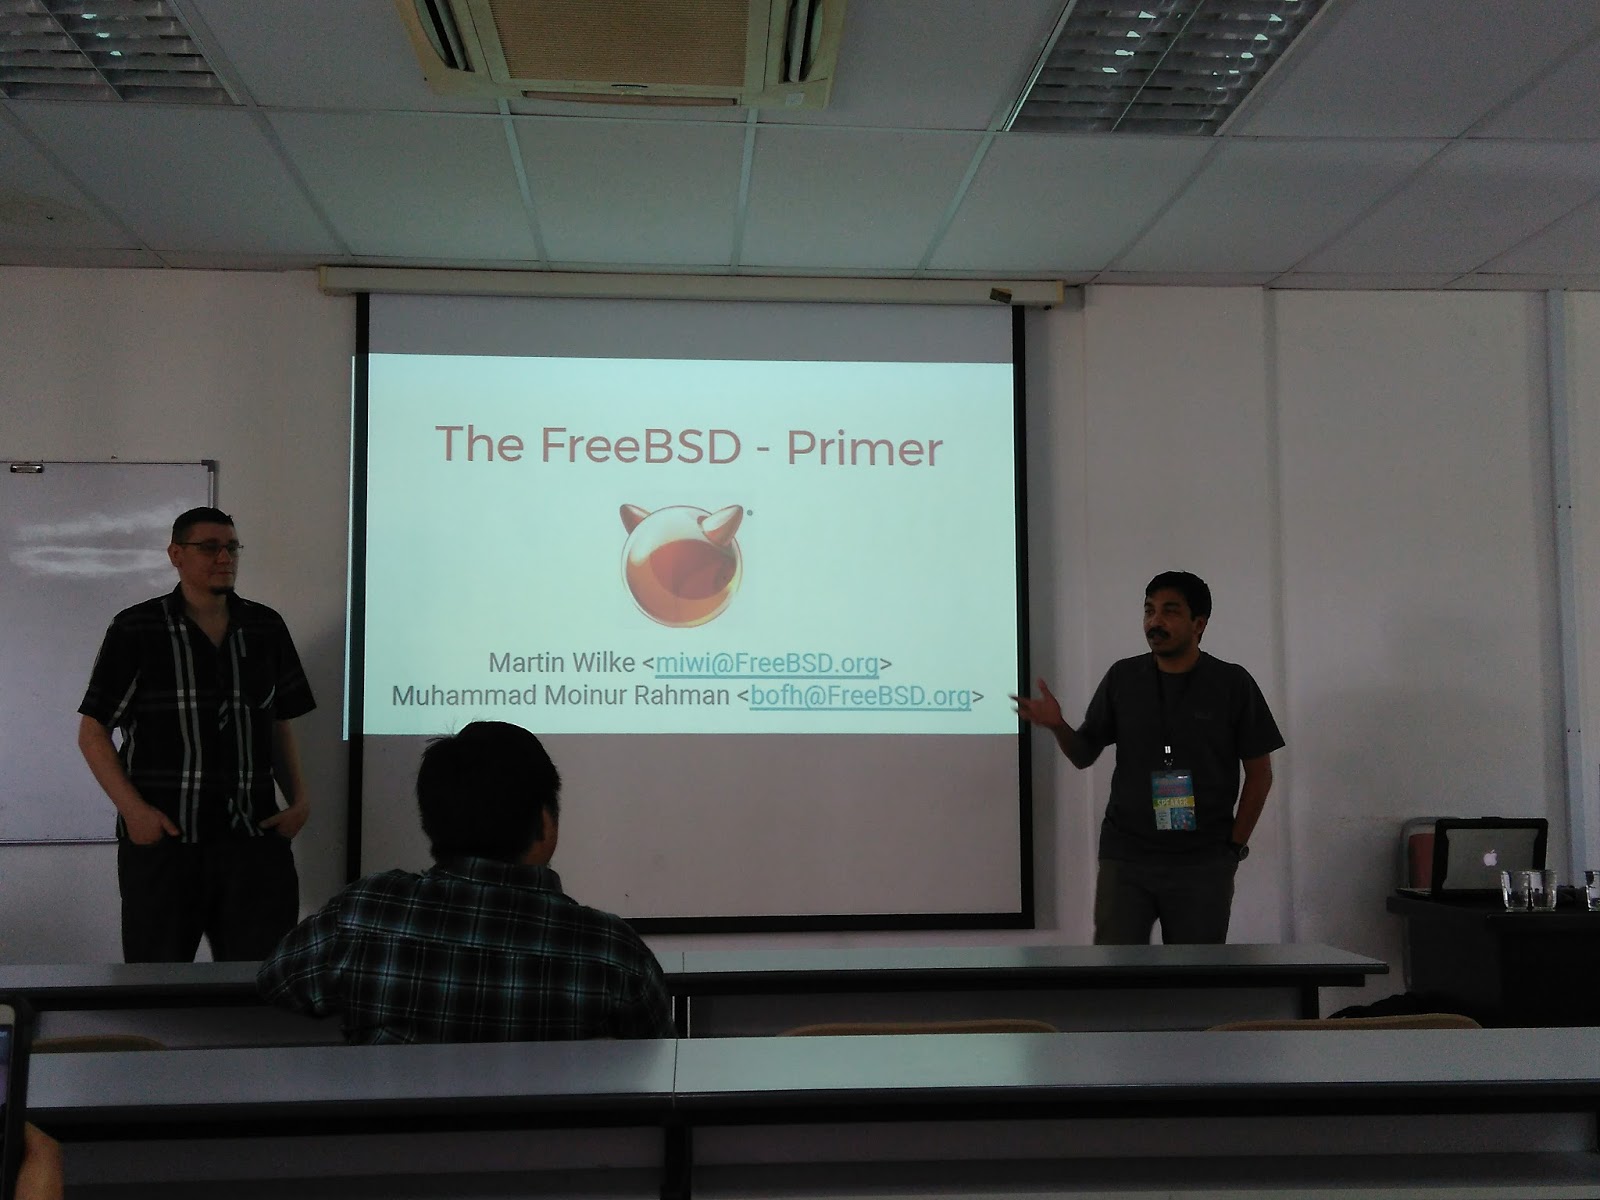 The FreeBSD - Primer
Martin Wilke <miwi@FreeBSD.org>
Muhammad Moinur Rahman <bofh@FreeBSD.org>
SPEAKER